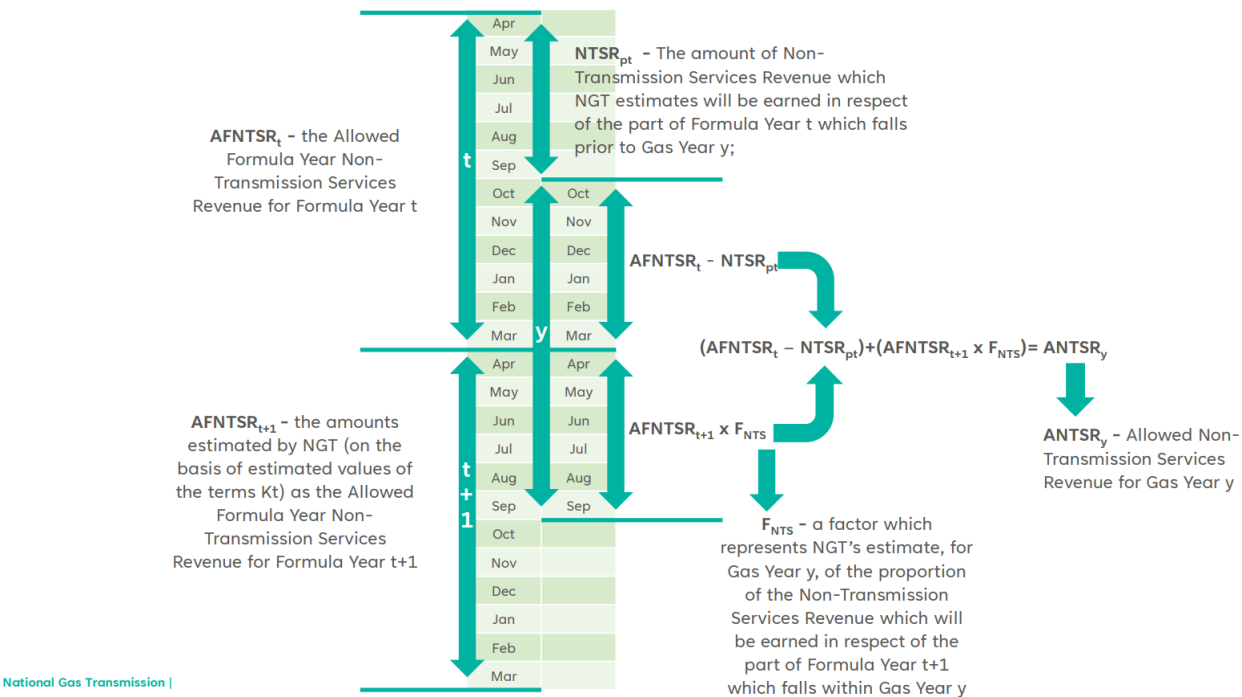 AFNTSRt - the Allowed
Formula Year Non-
Transmission Services
Revenue for Formula Year t
AFNTSRt+1 - the amounts
estimated by NGT (on the
basis of estimated values of
the terms Kt) as the Allowed
Formula Year Non-
Transmission Services
Revenue for Formula Year t+1
t
t
+
1
Apr
May
Jun
Jul
Aug
Sep
Oct
Nov
Dec
Jan
Feb
Mar
Apr
May
Jun
Jul
Aug
Sep
Oct
Nov
Dec
Jan
Feb
Mar
y
Oct
Nov
Dec
Jan
Feb
Mar
Apr
May
Jun
Jul
Aug
Sep
NTSRpt - The amount of Non-
Transmission Services Revenue which
NGT estimates will be earned in respect
of the part of Formula Year t which falls
prior to Gas Year y;
AFNTSRt - NTSRpt
(AFNTSRt – NTSRpt)+(AFNTSRt+1 x FNTS)= ANTSRy
AFNTSRt+1 x FNTS
ANTSRy - Allowed Non-
Transmission Services
Revenue for Gas Year y
FNTS - a factor which
represents NGT's estimate, for
Gas Year y, of the proportion
of the Non-Transmission
Services Revenue which will
be earned in respect of the
part of Formula Year t+1
which falls within Gas Year y
National Gas Transmission |